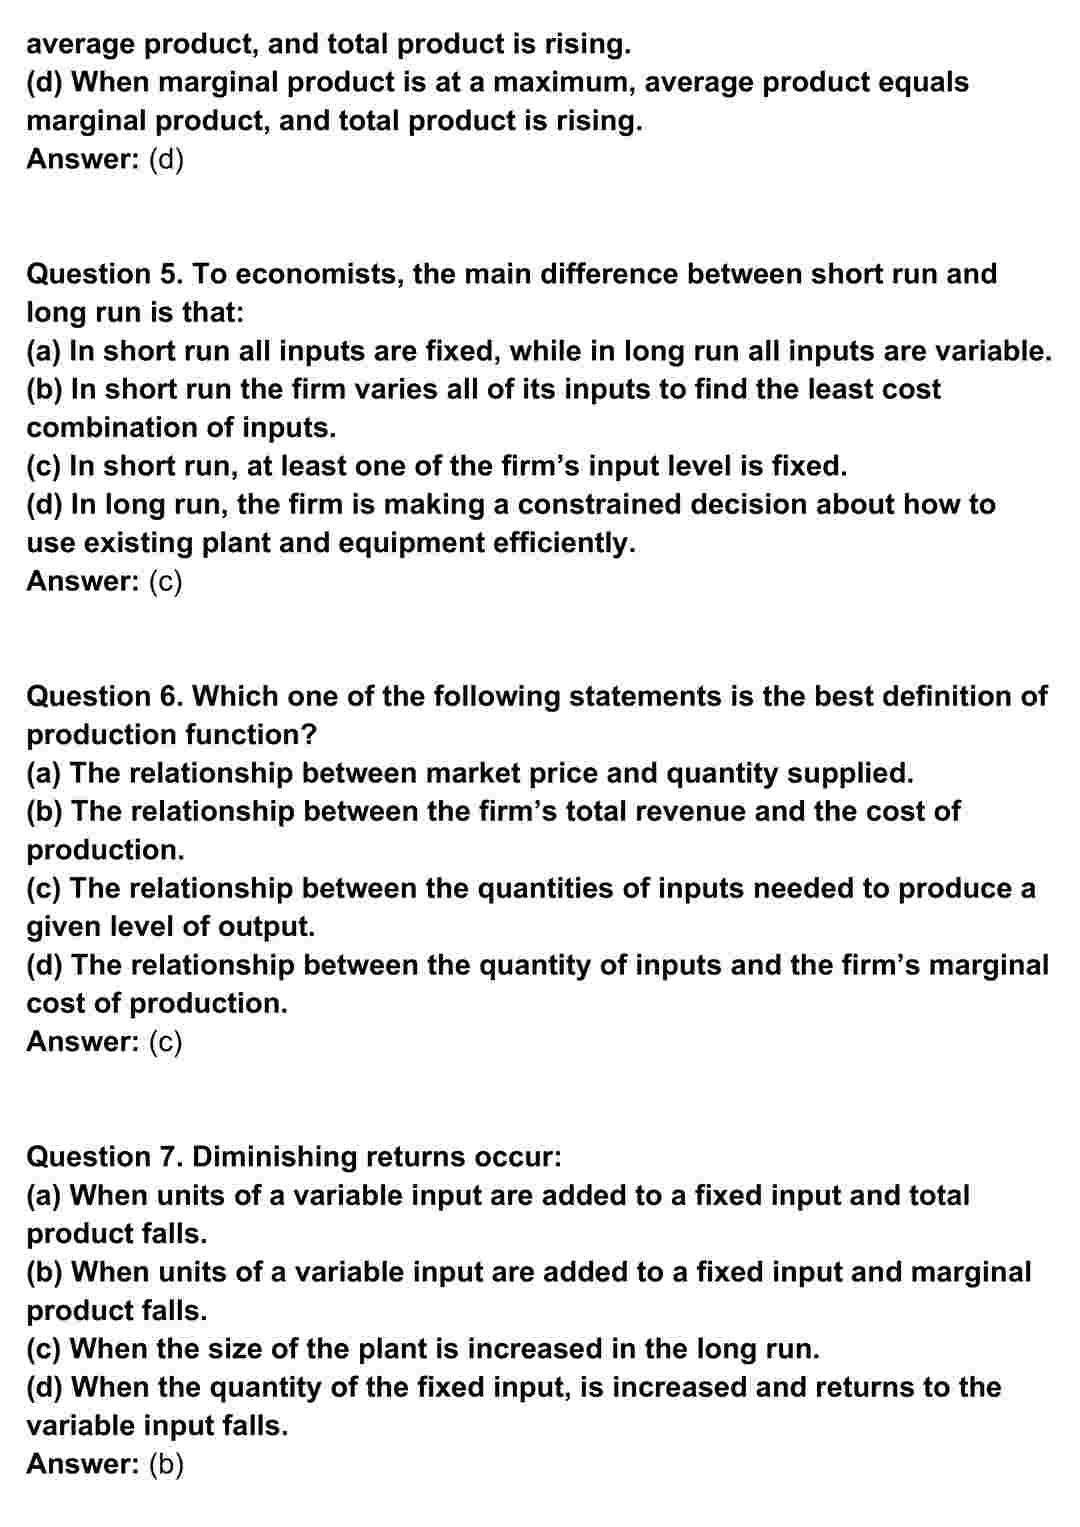 average product, and total product is rising.
(d) When marginal product is at a maximum, average product equals
marginal product, and total product is rising.
Answer: (d)
Question 5. To economists, the main difference between short run and
long run is that:
(a) In short run all inputs are fixed, while in long run all inputs are variable.
(b) In short run the firm varies all of its inputs to find the least cost
combination of inputs.
(c) In short run, at least one of the firm’s input level is fixed.
(d) In long run, the firm is making a constrained decision about how to
use existing plant and equipment efficiently.
Answer: (c)
Question 6. Which one of the following statements is the best definition of
production function?
(a) The relationship between market price and quantity supplied.
(b) The relationship between the firm’s total revenue and the cost of
production.
(c) The relationship between the quantities of inputs needed to produce a
given level of output.
(d) The relationship between the quantity of inputs and the firm’s marginal
cost of production.
Answer: (c)
Question 7. Diminishing returns occur:
(a) When units of a variable input are added to a fixed input and total
product falls.
(b) When units of a variable input are added to a fixed input and marginal
product falls.
(c) When the size of the plant is increased in the long run.
(d) When the quantity of the fixed input, is increased and returns to the
variable input falls.
Answer: (b)